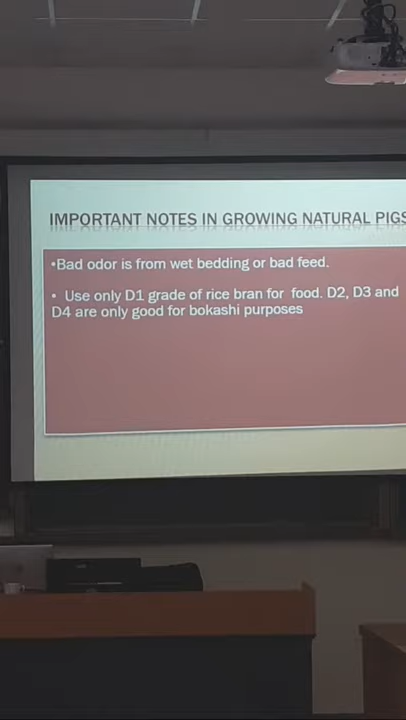 IMPORTANT NOTES IN GROWING NATURAL PIGS
•Bad odor is from wet bedding or bad feed.
• Use only D1 grade of rice bran for food. D2, D3 and
D4 are only good for bokashi purposes